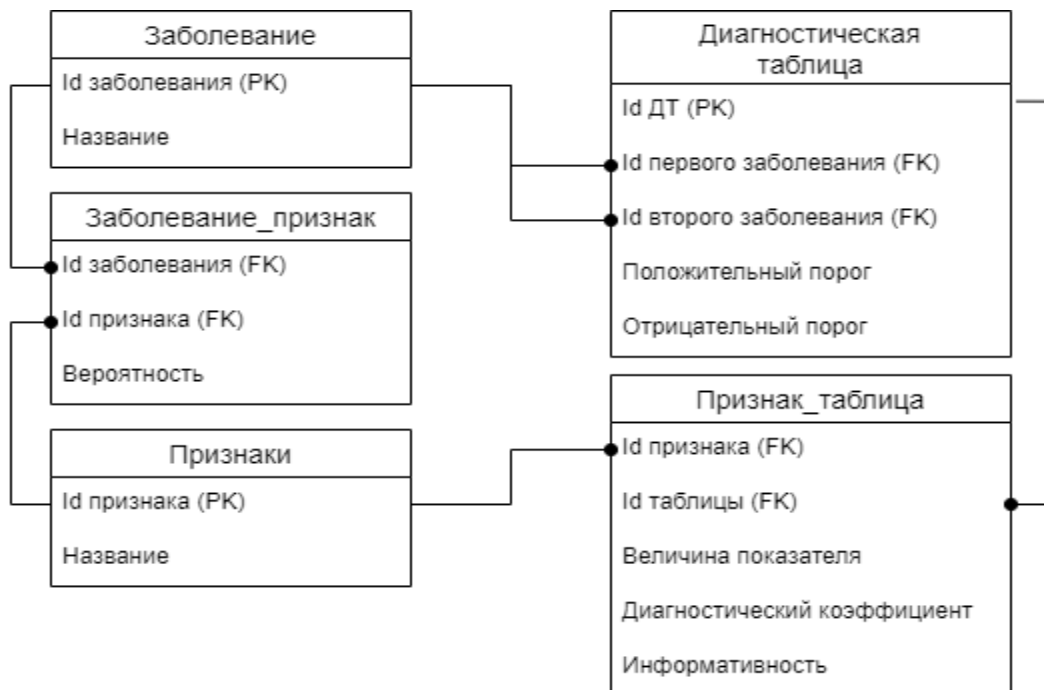 Заболевание
Id заболевания (PK)
Название
Заболевание_признак
Id заболевания (FK)
Id признака (FK)
Вероятность
Признаки
Id признака (PK)
Название
Диагностическая
таблица
Id ДТ (PK)
Id первого заболевания (FK)
Id второго заболевания (FK)
Положительный порог
Отрицательный порог
Признак_таблица
Id признака (FK)
Id таблицы (FK)
Величина показателя
Диагностический коэффициент
Информативность